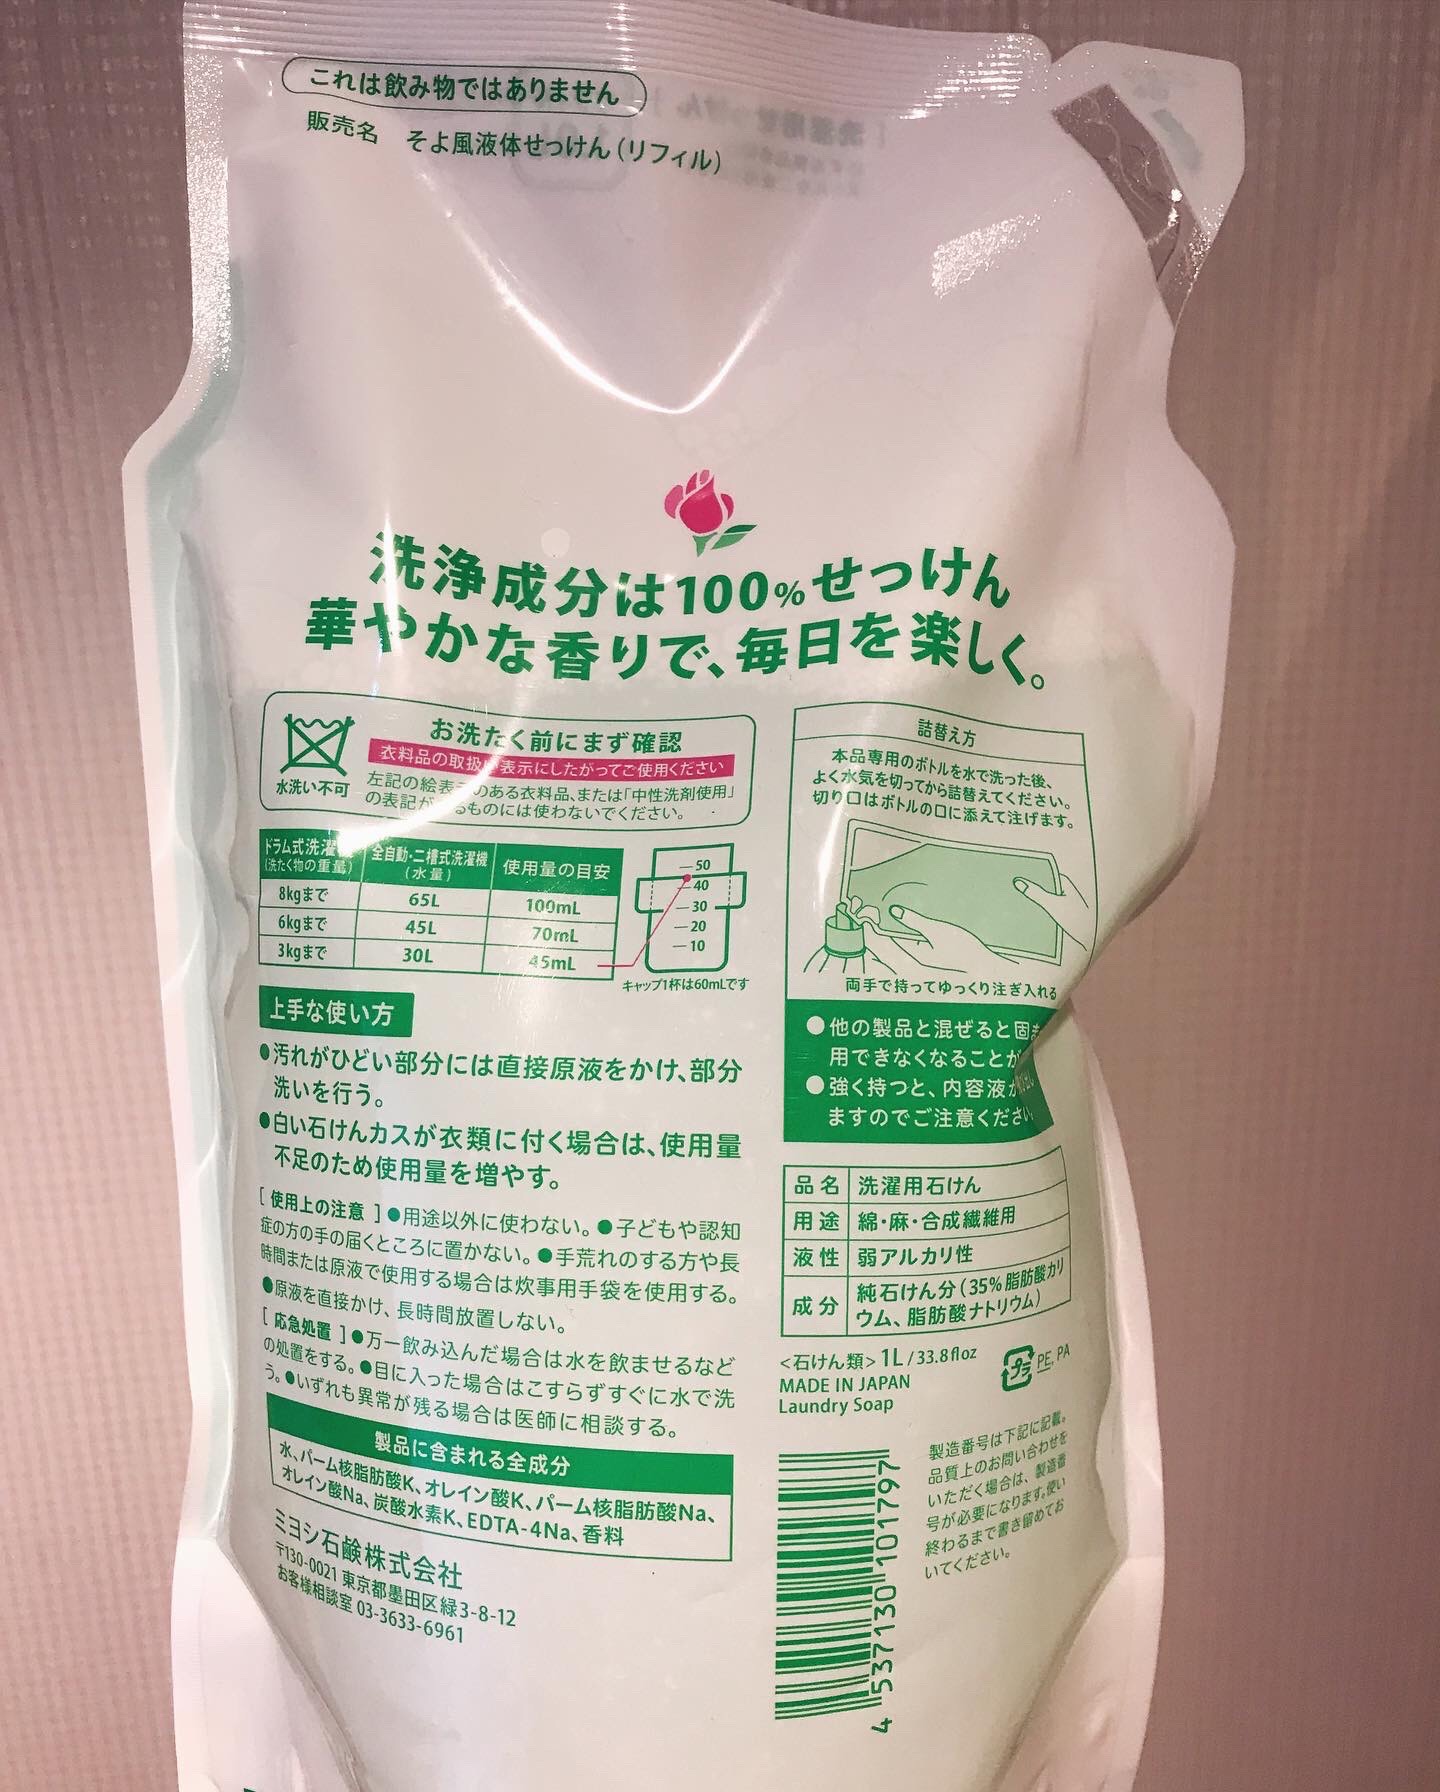 これは飲み物ではありません
販売名 そよ風液体せっけん(リフィル)
洗浄成分は100%せっけん
華やかな香りで、毎日を楽しく。
水洗い不可
お洗たく前にまず確認
衣料品の取扱い表示にしたがってご使用ください
左記の絵表示のある衣料品、または「中性洗剤使用」
の表記が るものには使わないでください。
ドラム式洗濯機 全自動・二槽式洗濯機 使用量の目安
(洗たく物の重量) (水量)
8kgまで 65L 100mL
6kgまで 45L 70mL
3kgまで 30L 45mL
50
40
30
20
10
キャップ1杯は60mLです
上手な使い方
●汚れがひどい部分には直接原液をかけ、部分
洗いを行う。
●白い石けんカスが衣類に付く場合は、使用量
不足のため使用量を増やす。
[ 使用上の注意 ] ●用途以外に使わない。●子どもや認知
症の方の手の届くところに置かない。●手荒れのする方や長
時間または原液で使用する場合は炊事用手袋を使用する。
●原液を直接かけ、長時間放置しない。
[ 応急処置 ] ●万一飲み込んだ場合は水を飲ませるなど
の処置をする。●目に入った場合はこすらずすぐに水で洗
う。●いずれも異常が残る場合は医師に相談する。
製品に含まれる全成分
水、パーム核脂肪酸K、オレイン酸K、パーム核脂肪酸Na、
オレイン酸Na、炭酸水素K、EDTA-4Na、香料
ミヨシ石鹸株式会社
〒130-0021 東京都墨田区緑3-8-12
お客様相談室 03-3633-6961
詰替え方
本品専用のボトルを水で洗った後、
よく水気を切ってから詰替えてください。
切り口はボトルの口に添えて注げます。
両手で持ってゆっくり注ぎ入れる
●他の製品と混ぜると固ま
用できなくなることが
●強く持つと、内容液が
ますのでご注意ください
品名 洗濯用石けん
用途 綿・麻・合成繊維用
液性 弱アルカリ性
成分 純石けん分(35%脂肪酸カリ
ウム、脂肪酸ナトリウム)
<石けん類> 1L/33.8floz
MADE IN JAPAN
Laundry Soap
プラ PE, PA
製造番号は下記に記載。
品質上のお問い合わせを
いただく場合は、製造番
号が必要になります。使い
終わるまで書き留めてお
いてください。
4 537130 101797